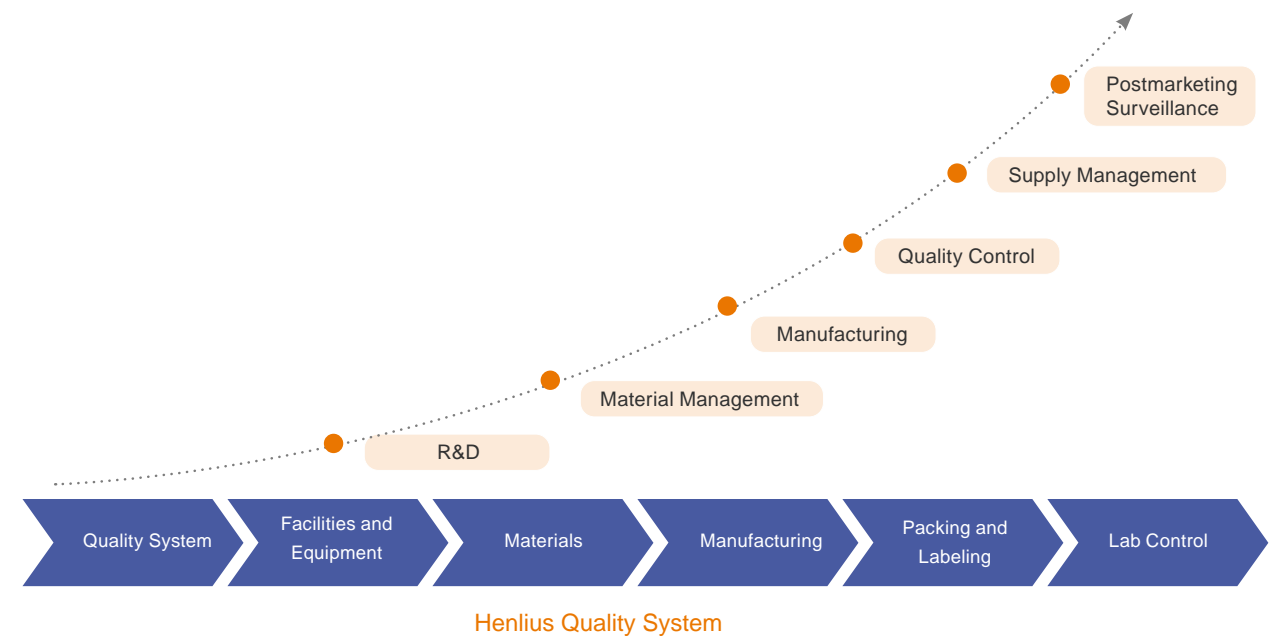 Postmarketing
Surveillance
Supply Management
Quality Control
Manufacturing
Material Management
R&D
Quality System
Facilities and
Equipment
Materials
Manufacturing
Packing and
Labeling
Lab Control
Henlius Quality System